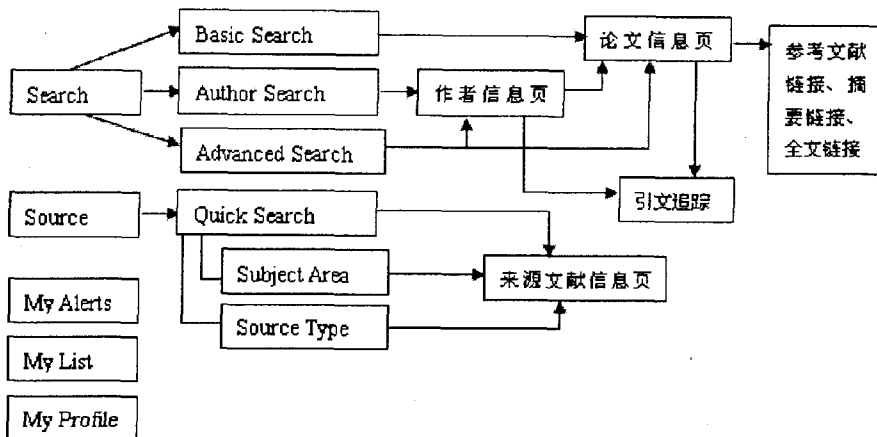 Basic Search
论文信息页
参考文献
链接、摘
要链接、
全文链接
Search
Author Search
作者信息页
Advanced Search
Source
Quick Search
引文追踪
Subject Area
来源文献信息页
My Alerts
Source Type
My List
My Profile